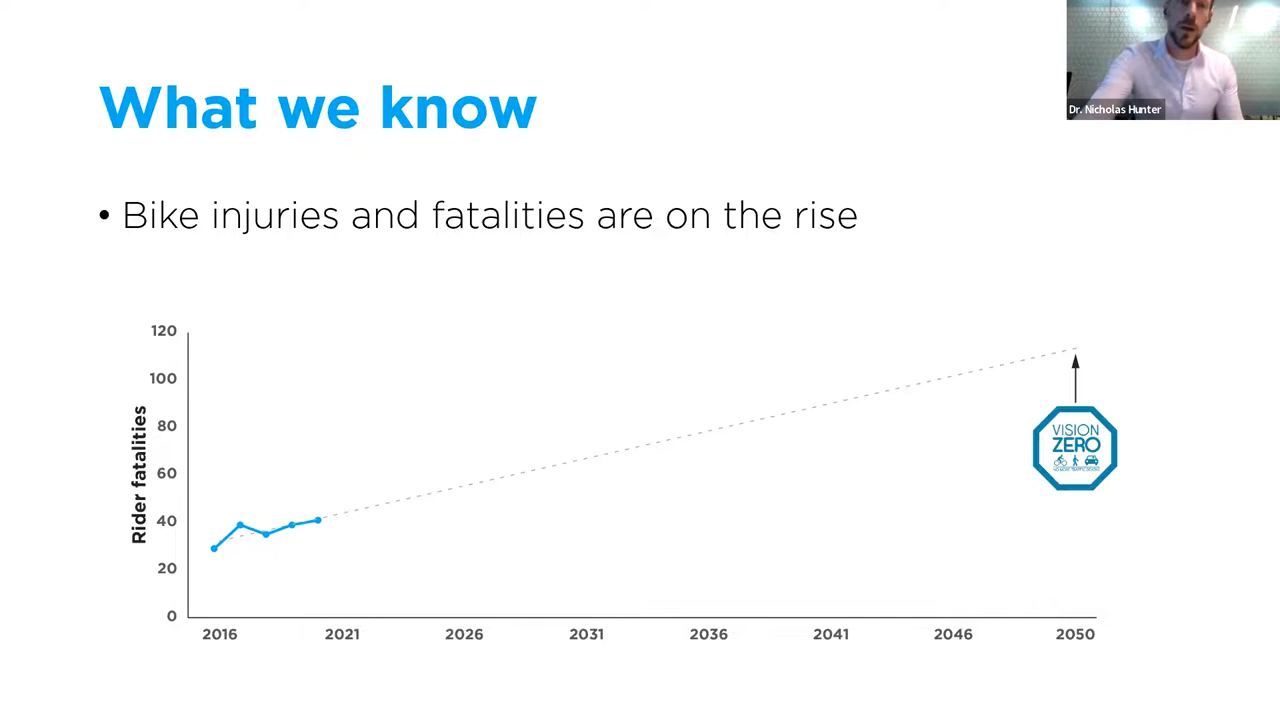 Dr. Nicholas Hunter
What we know
• Bike injuries and fatalities are on the rise
Rider fatalities
120
100
80
60
40
20
0
VISION
ZERO
2016 2021 2026 2031 2036 2041 2046 2050